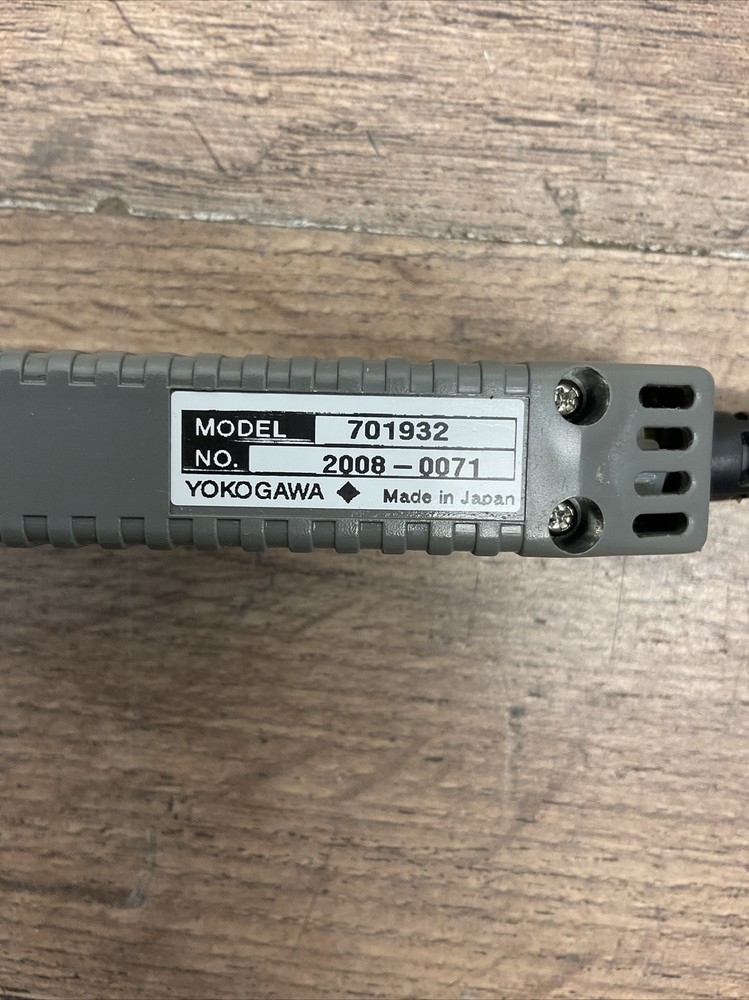 MODEL 701932
NO. 2008-0071
YOKOGAWA ◆ Made in Japan